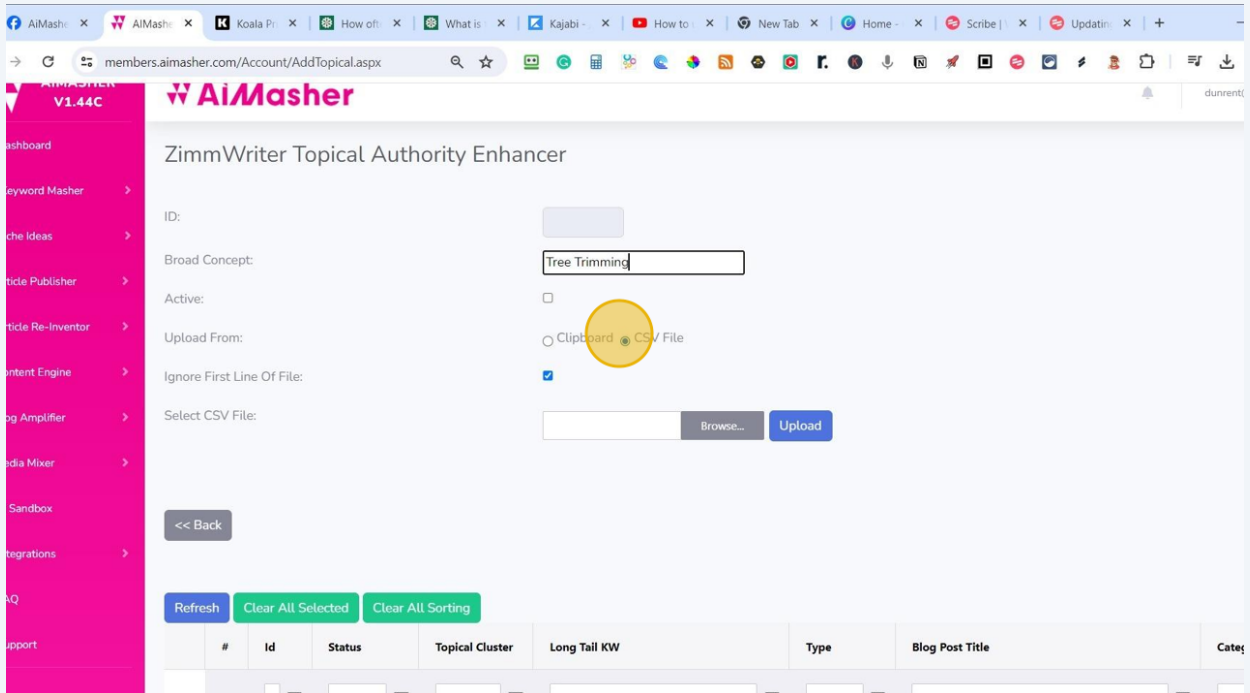 AiMashe
AIMashe
Koala Pr
How oft
What is
Kajabi -
How to
New Tab
Home -
Scribe |
Updatin
members.aimasher.com/Account/AddTopical.aspx
V1.44C
AiMasher
dunrent(
ashboard
eyword Masher
che Ideas
ticle Publisher
rticle Re-Inventor
ontent Engine
og Amplifier
edia Mixer
Sandbox
tegrations
AQ
upport
ZimmWriter Topical Authority Enhancer
ID:
Broad Concept: Tree Trimming
Active:
Upload From: Clipboard CSV File
Ignore First Line Of File:
Select CSV File: Browse... Upload
<< Back
Refresh Clear All Selected Clear All Sorting
# Id Status Topical Cluster Long Tail KW Type Blog Post Title Categ